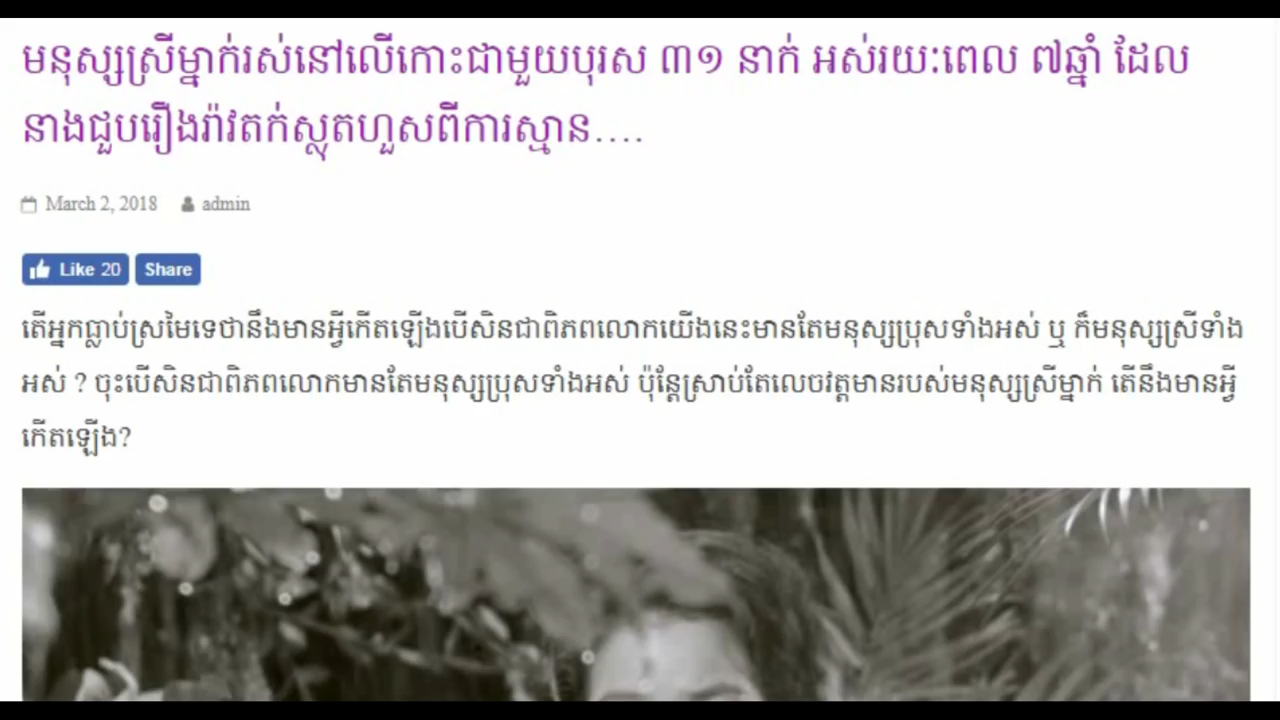 មនុស្សស្រីម្នាក់រស់នៅលើកោះជាមួយបុរស ៣១ នាក់ អស់រយៈពេល ៧ឆ្នាំ ដែល
នាងជួបរឿងរ៉ាវតក់ស្លុតហួសពីការស្មាន....
March 2, 2018 admin
Like 20 Share
តើអ្នកធ្លាប់ស្រមៃទេថានឹងមានអ្វីកើតឡើងបើសិនជាពិភពលោកយើងនេះមានតែមនុស្សប្រុសទាំងអស់ ឬ ក៏មនុស្សស្រីទាំង
អស់ ? ចុះបើសិនជាពិភពលោកមានតែមនុស្សប្រុសទាំងអស់ ប៉ុន្តែស្រាប់តែលេចវត្តមានរបស់មនុស្សស្រីម្នាក់ តើនឹងមានអ្វី
កើតឡើង?